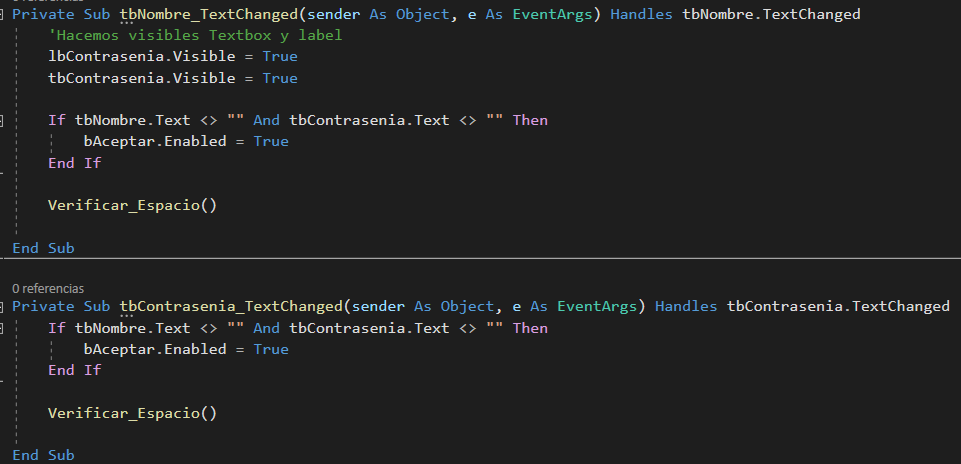 Private Sub tbNombre_TextChanged(sender As Object, e As EventArgs) Handles tbNombre.TextChanged
'Hacemos visibles Textbox y label
lbContrasenia.Visible = True
tbContrasenia.Visible = True
If tbNombre.Text <> "" And tbContrasenia.Text <> "" Then
bAceptar.Enabled = True
End If
Verificar_Espacio()
End Sub
0 referencias
Private Sub tbContrasenia_TextChanged(sender As Object, e As EventArgs) Handles tbContrasenia.TextChanged
If tbNombre.Text <> "" And tbContrasenia.Text <> "" Then
bAceptar.Enabled = True
End If
Verificar_Espacio()
End Sub